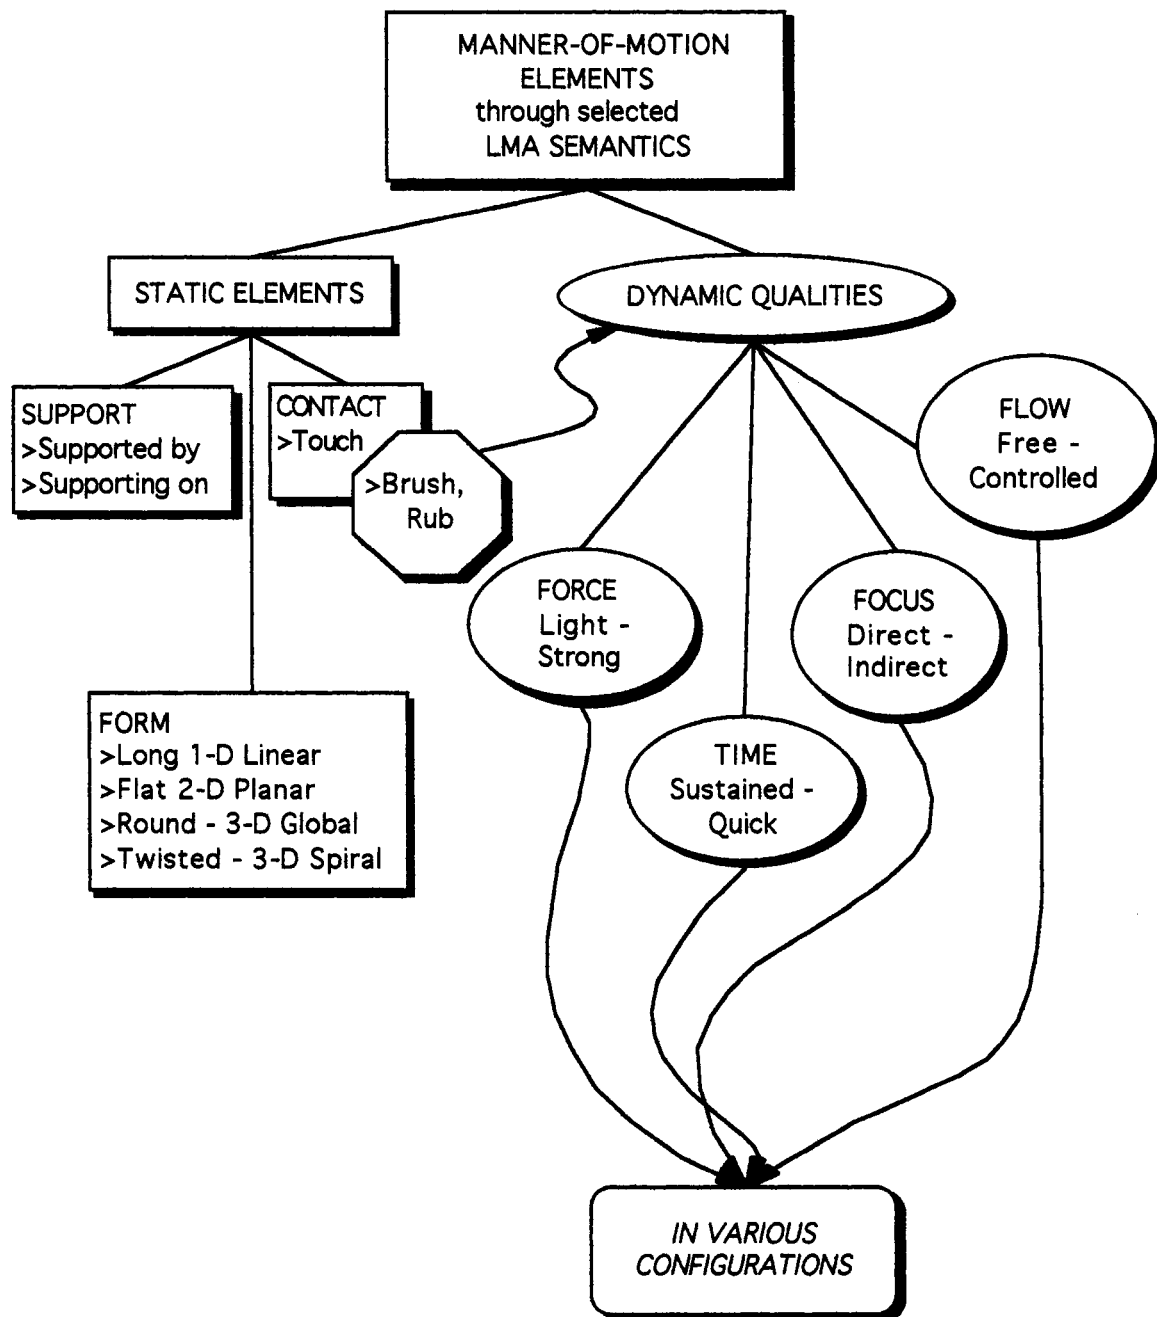 MANNER-OF-MOTION
ELEMENTS
through selected
LMA SEMANTICS
STATIC ELEMENTS
DYNAMIC QUALITIES
SUPPORT
>Supported by
>Supporting on
CONTACT
>Touch
>Brush,
Rub
FLOW
Free -
Controlled
FORCE
Light -
Strong
FOCUS
Direct -
Indirect
FORM
>Long 1-D Linear
>Flat 2-D Planar
>Round - 3-D Global
>Twisted - 3-D Spiral
TIME
Sustained -
Quick
IN VARIOUS
CONFIGURATIONS